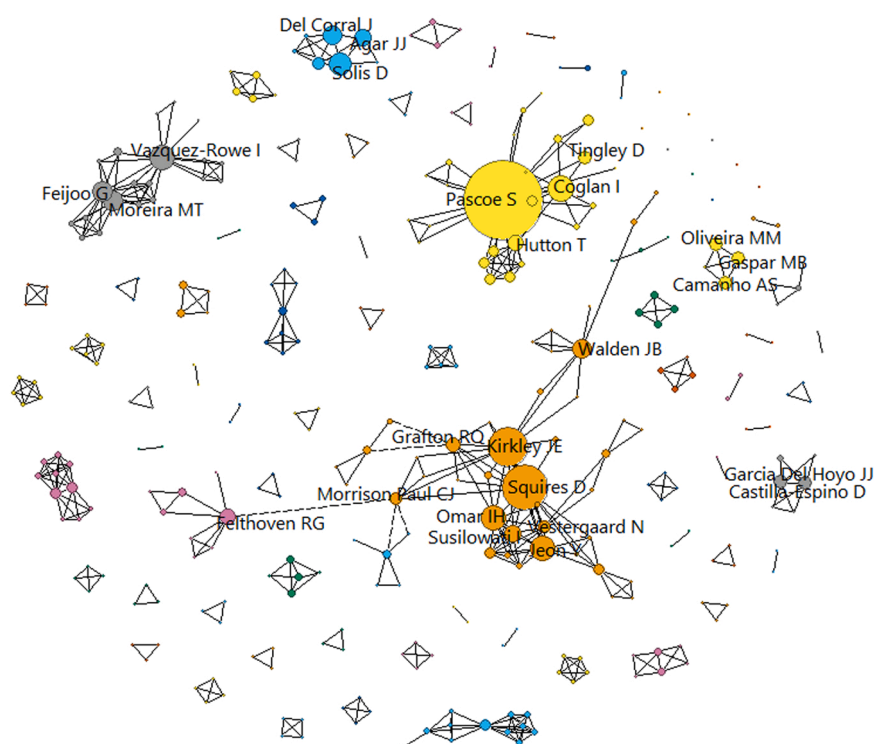 Del Corral J
Agar JJ
Solis D
Vazquez-Rowe I
Feijoo G
Moreira MT
Tingley D
Coglan I
Pascoe S
Hutton T
Oliveira MM
Gaspar MB
Camanho AS
Walden JB
Grafton RQ
Kirkley JE
Morrison Paul CJ
Squires D
Garcia Del Hoyo JJ
Castilla-Espino D
elthoven RG
Omar IH
Vestergaard N
Susilowati I
Jeon Y